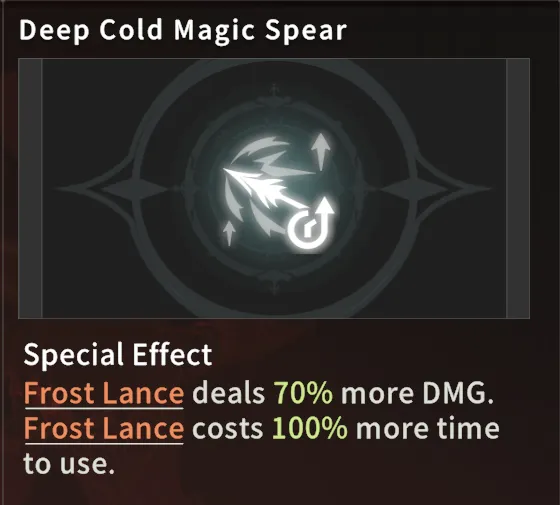 Deep Cold Magic Spear
Special Effect
Frost Lance deals 70% more DMG.
Frost Lance costs 100% more time
to use.